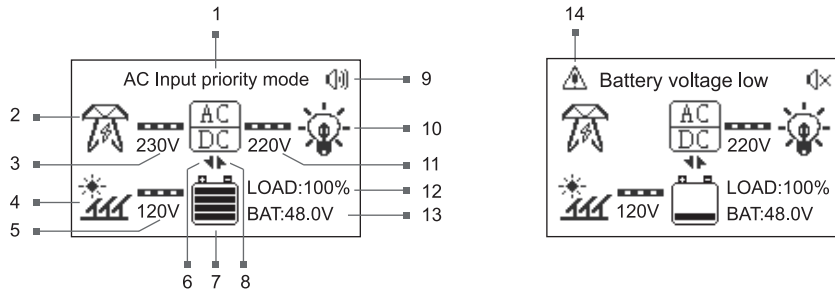 1
14
AC Input priority mode
9
Battery voltage low
2
AC
DC
10
AC
DC
3
230V
220V
11
220V
4
LOAD:100%
12
LOAD:100%
120V
BAT:48.0V
13
120V
BAT:48.0V
5
6
7
8